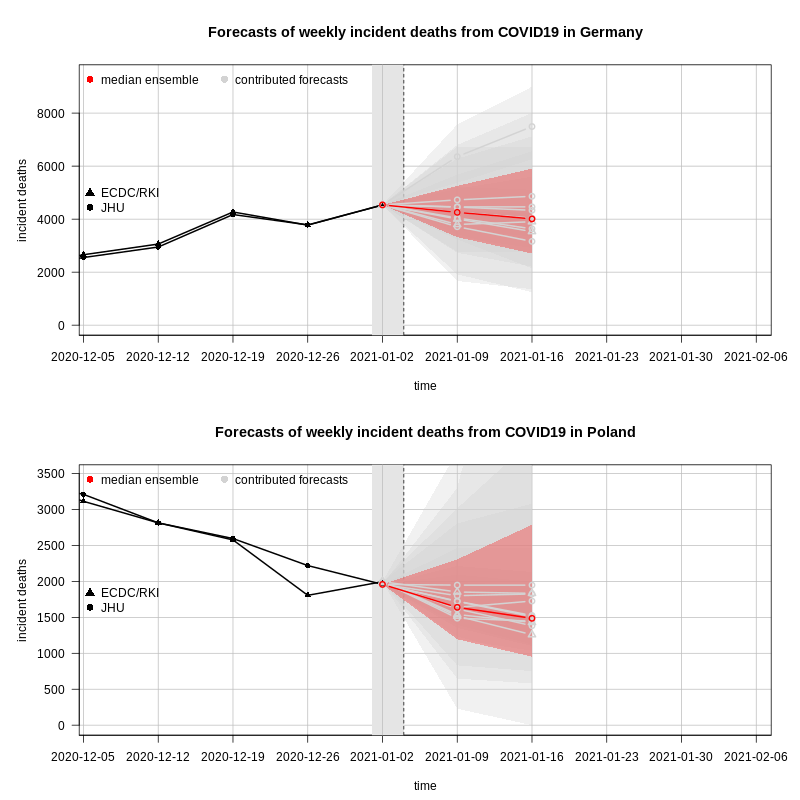 Forecasts of weekly incident deaths from COVID19 in Germany
median ensemble contributed forecasts
8000
6000
ECDC/RKI
JHU
4000
2000
0
incident deaths
2020-12-05 2020-12-12 2020-12-19 2020-12-26 2021-01-02 2021-01-09 2021-01-16 2021-01-23 2021-01-30 2021-02-06
time
Forecasts of weekly incident deaths from COVID19 in Poland
median ensemble contributed forecasts
3500
3000
2500
2000
ECDC/RKI
JHU
1500
1000
500
0
incident deaths
2020-12-05 2020-12-12 2020-12-19 2020-12-26 2021-01-02 2021-01-09 2021-01-16 2021-01-23 2021-01-30 2021-02-06
time